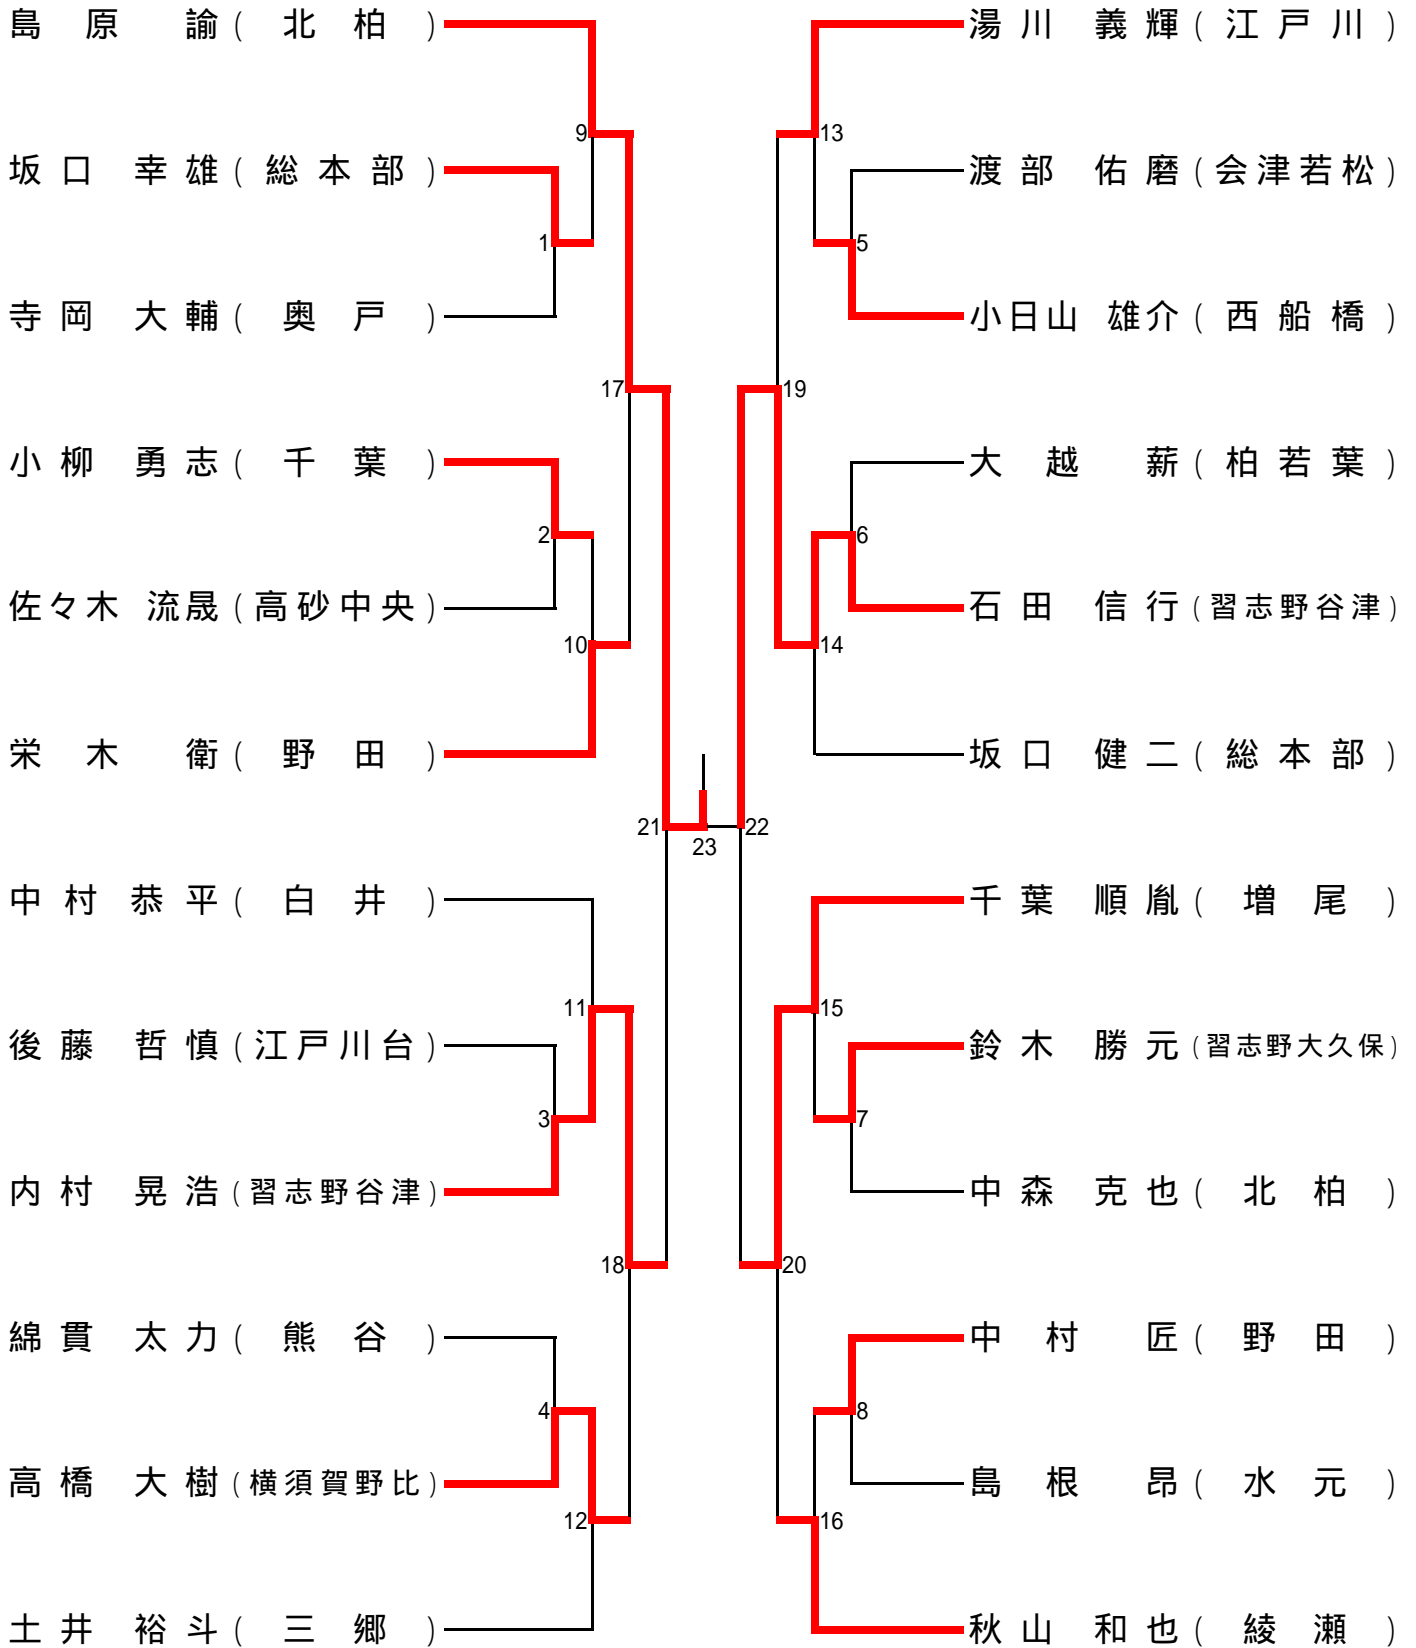 島原 諭(北柏)
9
坂口 幸雄(総本部)
1
寺岡 大輔(奥戸)
17
小柳 勇志(千葉)
2
佐々木 流晟(高砂中央)
10
栄木 衛(野田)
21
23
中村 恭平(白井)
11
後藤 哲慎(江戸川台)
3
内村 晃浩(習志野谷津)
18
綿貫 太力(熊谷)
4
高橋 大樹(横須賀野比)
12
土井 裕斗(三郷)
湯川 義輝(江戸川)
13
渡部 佑磨(会津若松)
5
小日山 雄介(西船橋)
19
大越 薪(柏若葉)
6
石田 信行(習志野谷津)
14
坂口 健二(総本部)
22
千葉 順胤(増尾)
15
鈴木 勝元(習志野大久保)
7
中森 克也(北柏)
20
中村 匠(野田)
8
島根 昂(水元)
16
秋山 和也(綾瀬)